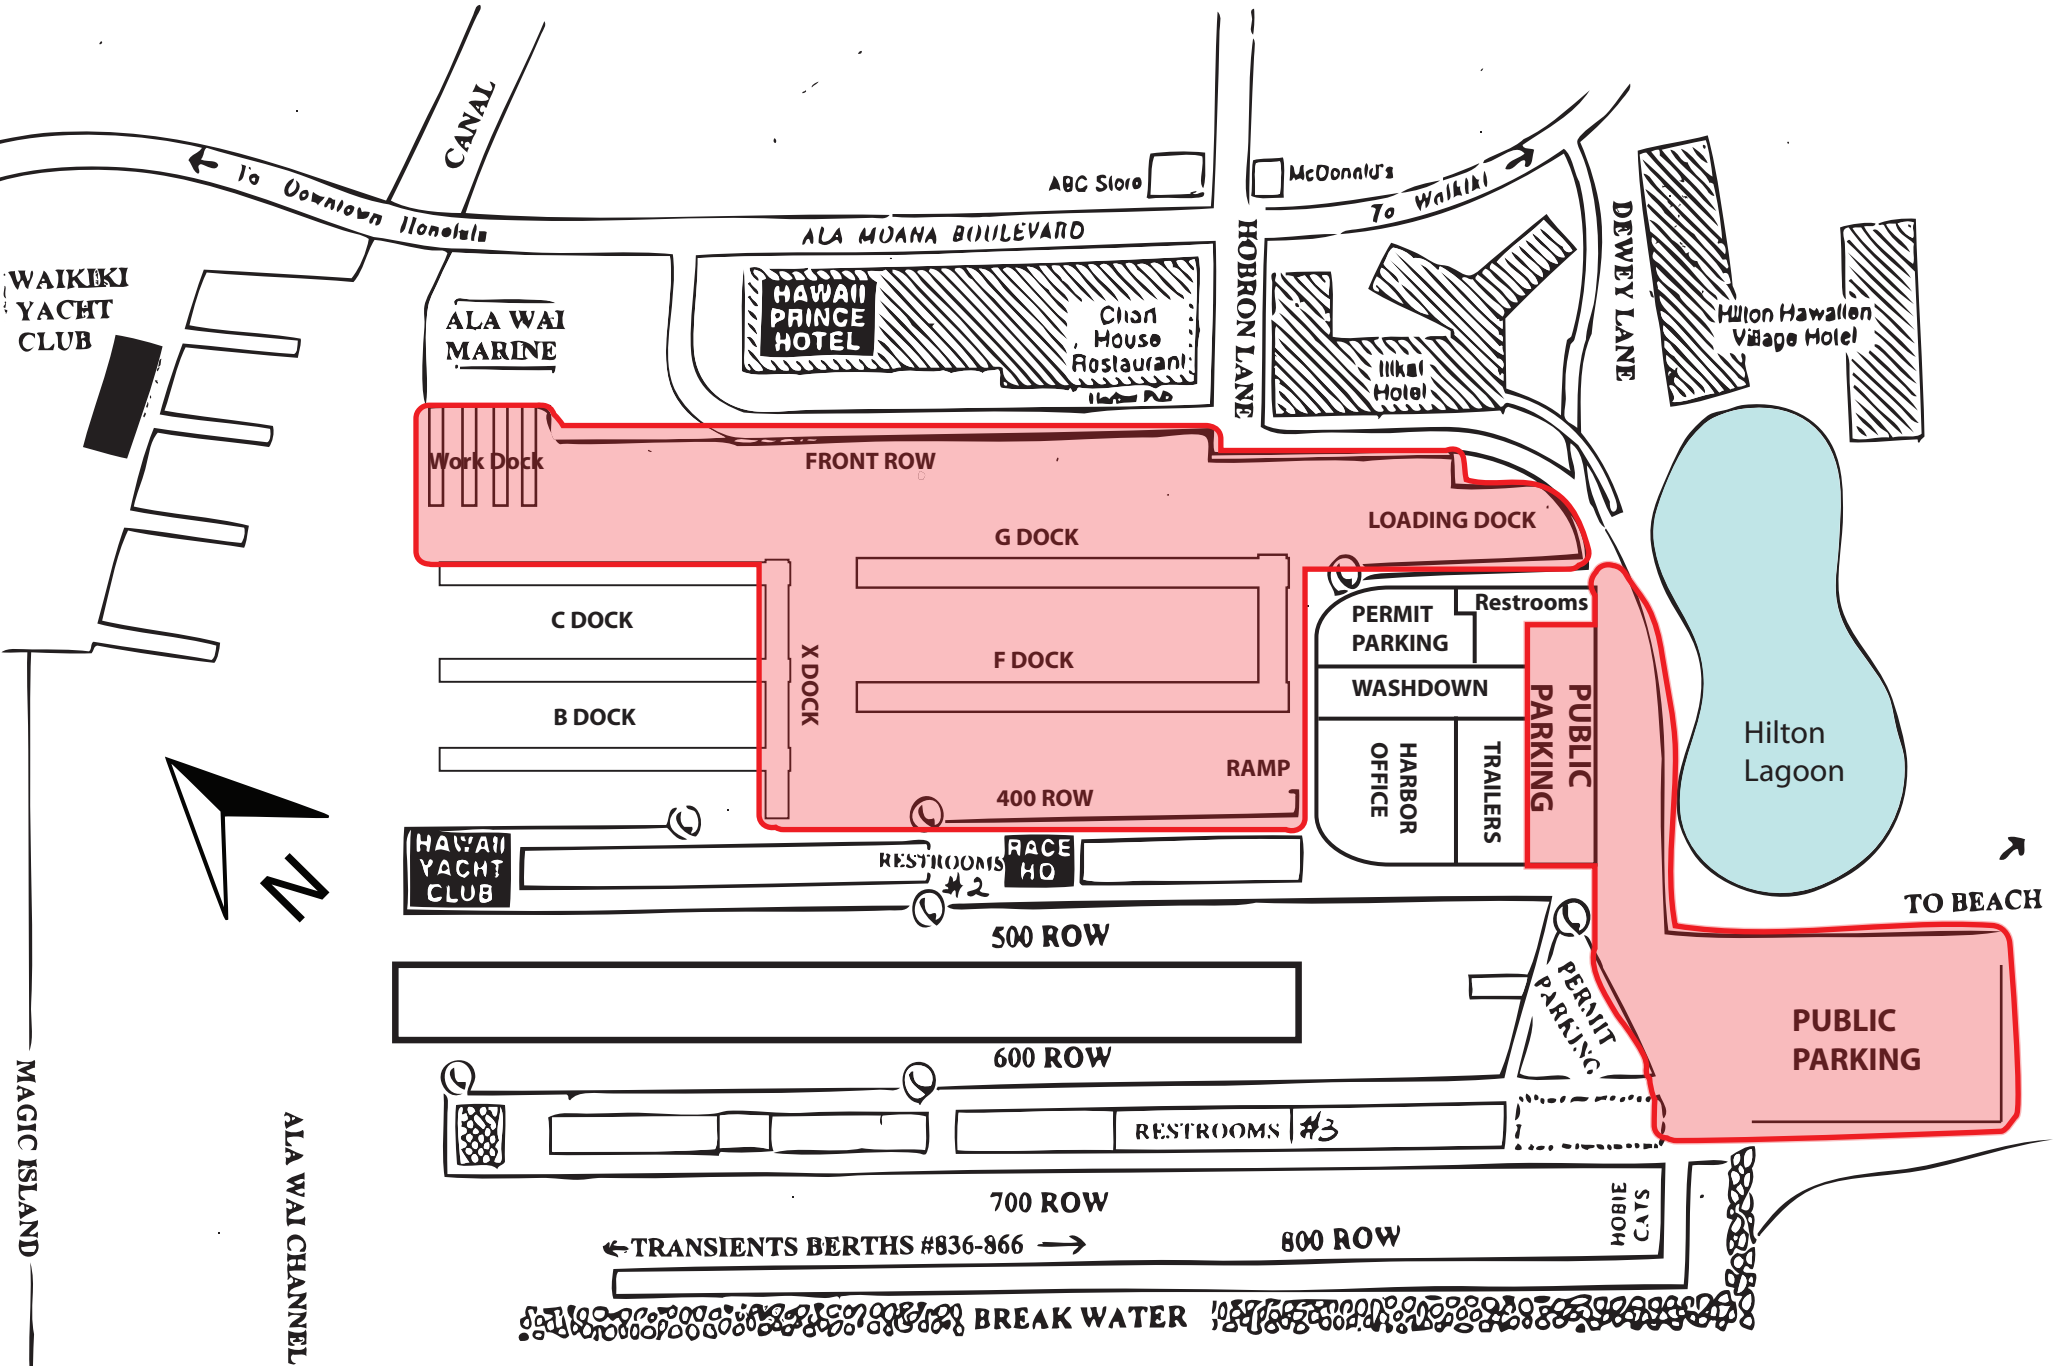 CANAL
To Downtown Honolulu
ABC Store
McDonald's
To Waikiki
ALA MOANA BOULEVARD
HOBRON LANE
DEWEY LANE
WAIKIKI
YACHT
CLUB
ALA WAI
MARINE
HAWAII
PRINCE
HOTEL
Chart
House
Restaurant
Ilikai
Hotel
Hilton Hawaiian
Village Hotel
Work Dock
FRONT ROW
LOADING DOCK
G DOCK
C DOCK
X DOCK
F DOCK
B DOCK
RAMP
400 ROW
PERMIT
PARKING
Restrooms
WASHDOWN
HARBOR
OFFICE
TRAILERS
PUBLIC
PARKING
Hilton
Lagoon
N
HAWAII
YACHT
CLUB
RESTROOMS
#2
RACE
HQ
TO BEACH
500 ROW
PERMIT
PARKING
PUBLIC
PARKING
600 ROW
RESTROOMS #3
MAGIC ISLAND
ALA WAI CHANNEL
700 ROW
HOBIE
CATS
TRANSIENTS BERTHS #836-866
800 ROW
BREAK WATER